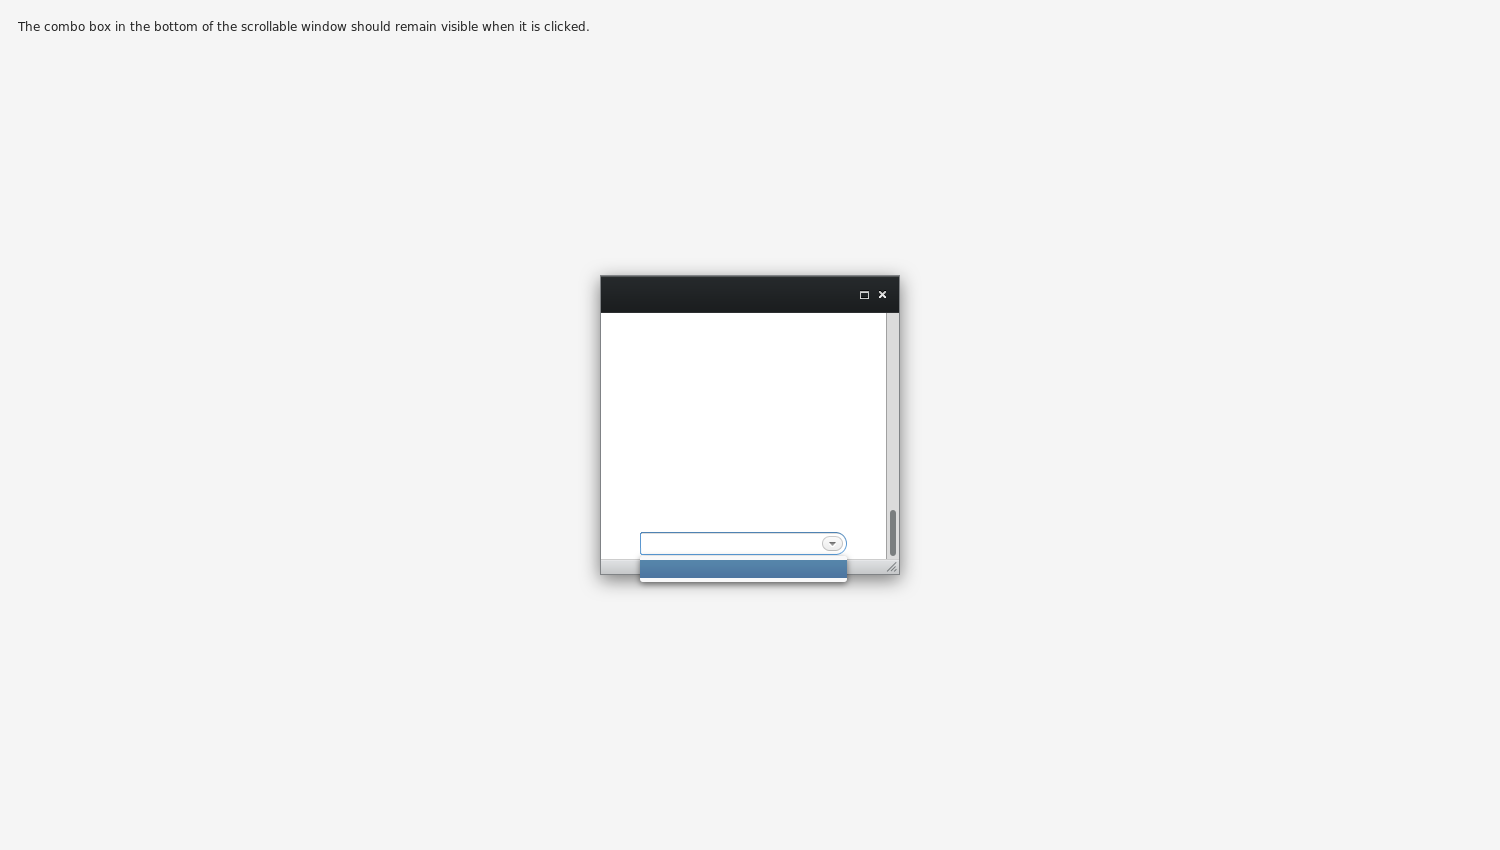 The combo box in the bottom of the scrollable window should remain visible when it is clicked.